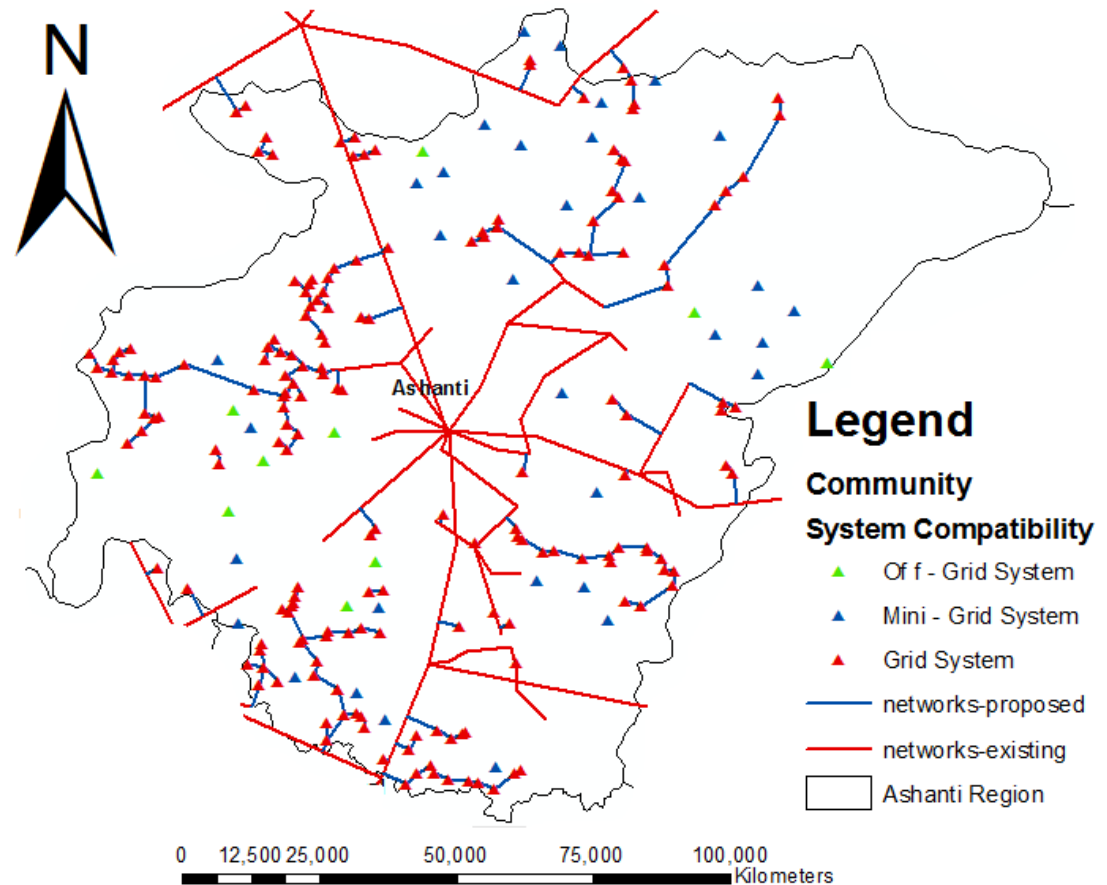 N
Ashanti
Legend
Community
System Compatibility
Of f - Grid System
Mini - Grid System
Grid System
networks-proposed
networks-existing
Ashanti Region
0 12,500 25,000 50,000 75,000 100,000
Kilometers